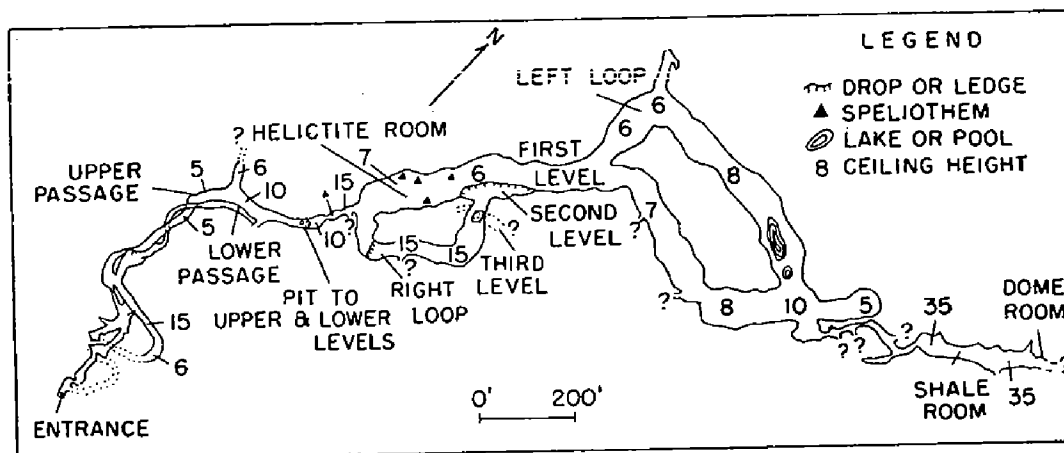 N
LEGEND
DROP OR LEDGE
SPELIOTHEM
LAKE OR POOL
8 CEILING HEIGHT
LEFT LOOP
6
6
? HELICTITE ROOM
7
FIRST
LEVEL
UPPER
PASSAGE
5
6
10
15
6
8
SECOND
LEVEL
7
?
5
LOWER
PASSAGE
10
?
15
15
?
THIRD
LEVEL
?
RIGHT
LOOP
PIT TO
UPPER & LOWER
LEVELS
15
6
?
8
10
5
?
?
?
35
DOME
ROOM
?
SHALE
ROOM
35
0'
200'
ENTRANCE